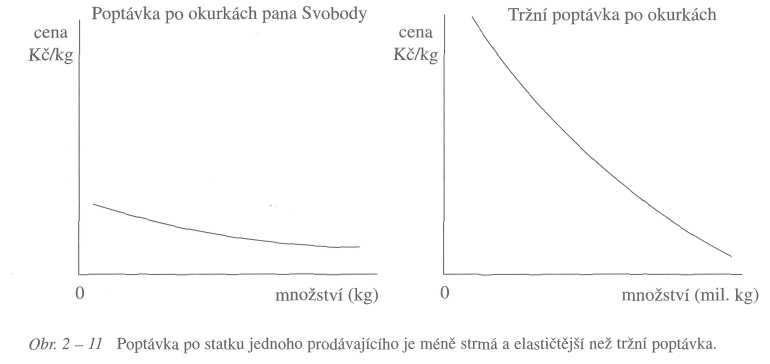 Poptávka po okurkách pana Svobody
cena
Kč/kg
0
množství (kg)
Tržní poptávka po okurkách
cena
Kč/kg
0
množství (mil. kg)
Obr. 2 – 11 Poptávka po statku jednoho prodávajícího je méně strmá a elastičtější než tržní poptávka.